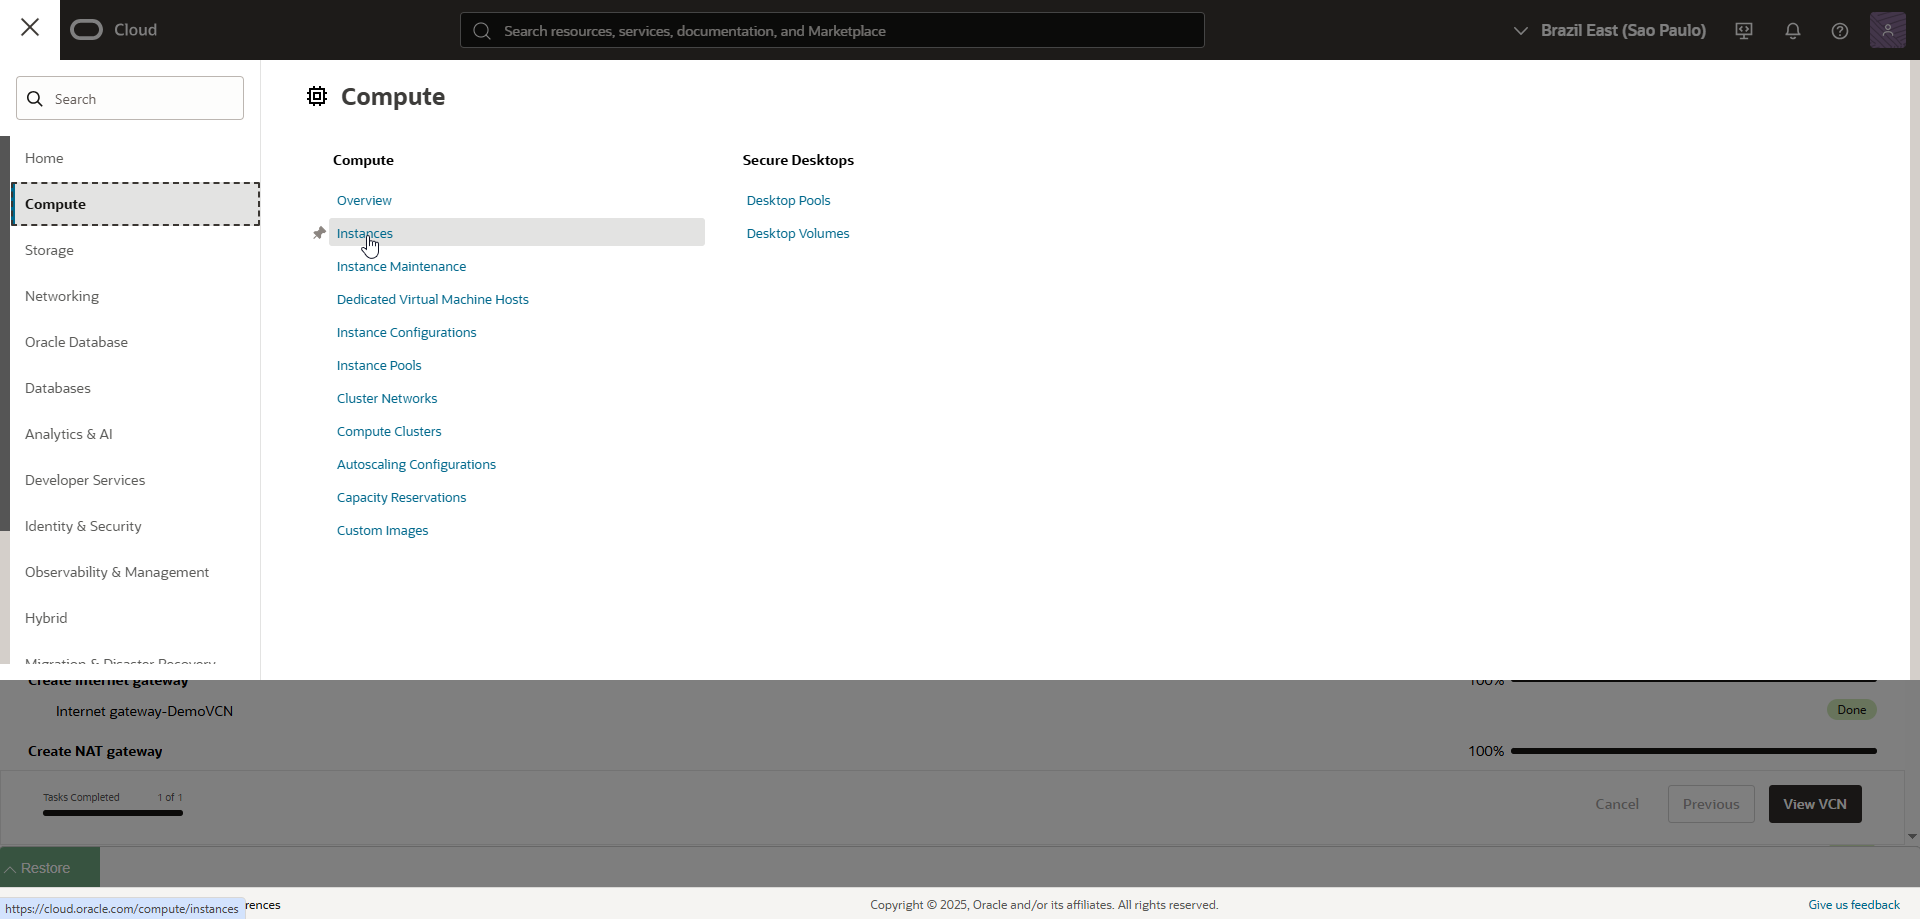 Cloud
Search resources, services, documentation, and Marketplace
Brazil East (Sao Paulo)
Search
Home
Compute
Storage
Networking
Oracle Database
Databases
Analytics & AI
Developer Services
Identity & Security
Observability & Management
Hybrid
Migration & Disaster Recovery
Compute
Compute
Overview
Instances
Instance Maintenance
Dedicated Virtual Machine Hosts
Instance Configurations
Instance Pools
Cluster Networks
Compute Clusters
Autoscaling Configurations
Capacity Reservations
Custom Images
Secure Desktops
Desktop Pools
Desktop Volumes
Create Internet gateway 100%
Internet gateway-DemoVCN Done
Create NAT gateway 100%
Tasks Completed 1 of 1
Cancel Previous View VCN
Restore
https://cloud.oracle.com/compute/instances rences
Copyright © 2025, Oracle and/or its affiliates. All rights reserved.
Give us feedback